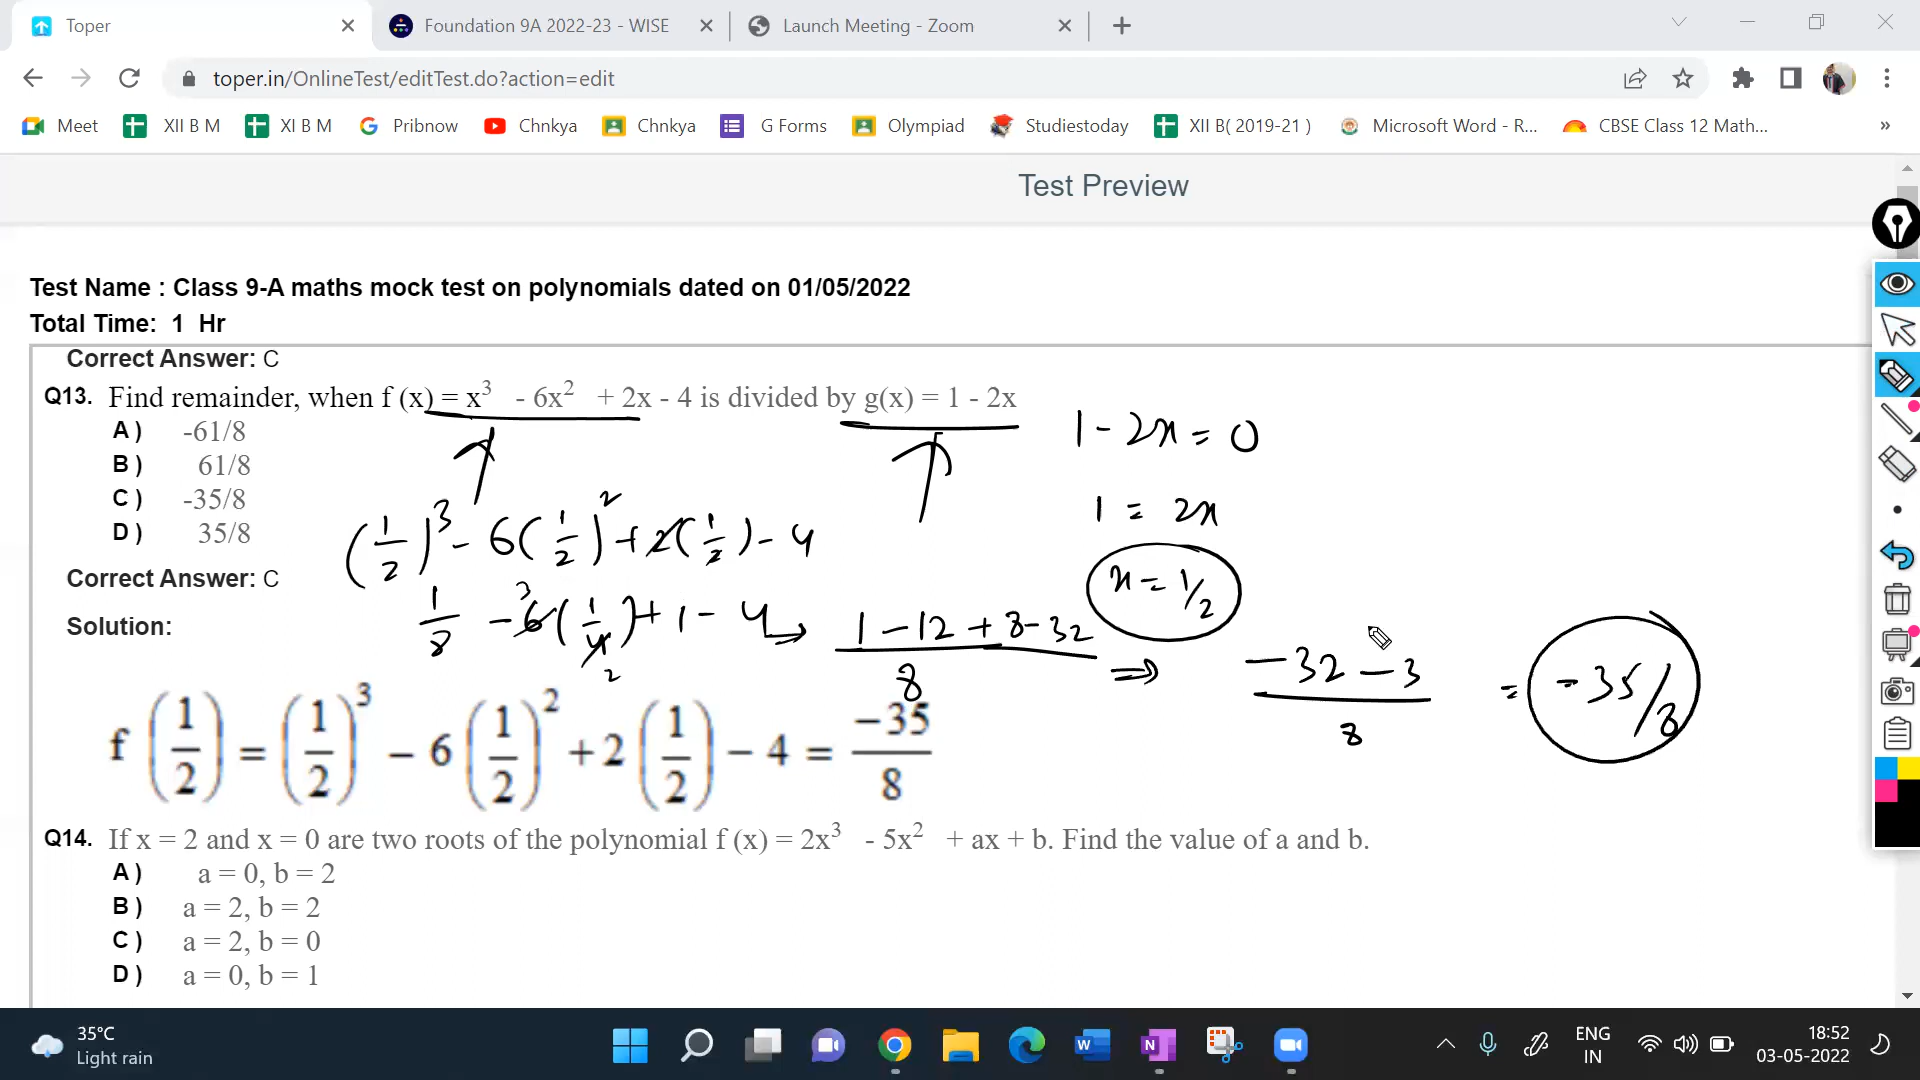 Toper
Foundation 9A 2022-23 - WISE
Launch Meeting - Zoom
toper.in/OnlineTest/editTest.do?action=edit
Meet XII B M XI B M Pribnow Chnkya Chnkya G Forms Olympiad Studiestoday XII B( 2019-21 ) Microsoft Word - R... CBSE Class 12 Math... »
Test Preview
Test Name : Class 9-A maths mock test on polynomials dated on 01/05/2022
Total Time: 1 Hr
Correct Answer: C
Q13. Find remainder, when f (x) = x³ - 6x² + 2x - 4 is divided by g(x) = 1 - 2x
A ) -61/8
B ) 61/8
C ) -35/8
D ) 35/8
1 - 2x = 0
1 = 2x
x = 1/2
(1/2)³ - 6(1/2)² + 2(1/2) - 4
1/8 - 6(1/4) + 1 - 4
3
2
→ 1 - 12 + 8 - 32 / 8
⇒ -32 - 3 / 8 = -35/8
Correct Answer: C
Solution:
f (1/2) = (1/2)³ - 6 (1/2)² + 2 (1/2) - 4 = -35/8
Q14. If x = 2 and x = 0 are two roots of the polynomial f (x) = 2x³ - 5x² + ax + b. Find the value of a and b.
A ) a = 0, b = 2
B ) a = 2, b = 2
C ) a = 2, b = 0
D ) a = 0, b = 1
35°C
Light rain
ENG
IN
18:52
03-05-2022